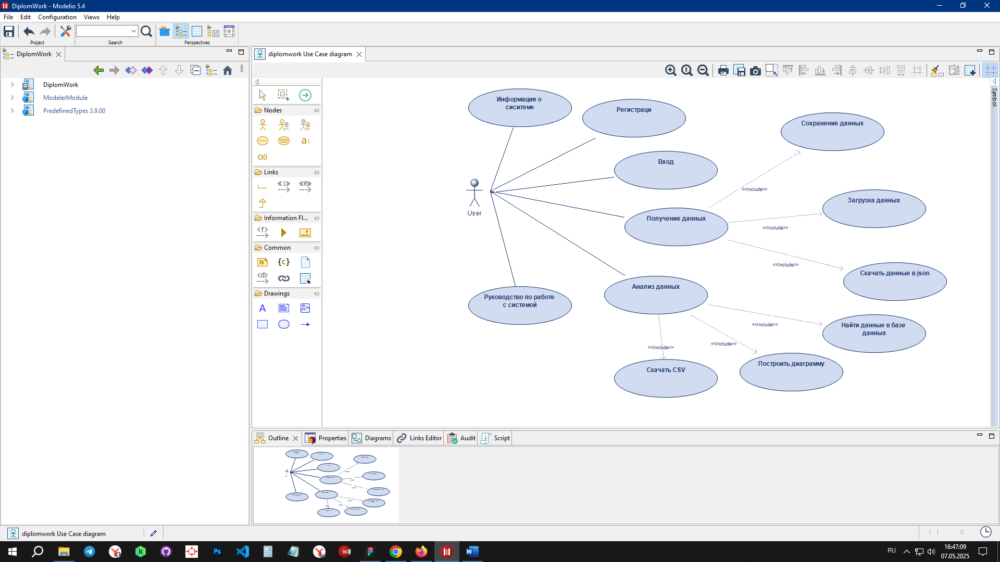 DiplomWork - Modelio 5.4
File Edit Configuration Views Help
Project Search Perspectives
DiplomWork
diplomwork Use Case diagram
DiplomWork
ModelerModule
PredefinedTypes 3.9.00
Nodes
a:
O()
Links
«i»
«e»
Information Fl...
<f>
Common
N
{c}
<d>
Drawings
A
Symbol
Информация о
сиситеме
Регистраци
Сохранение данных
Вход
<<Include>>
Загрузка данных
User
Получение данных
<<Include>>
<<Include>>
Скачать данные в json
Анализ данных
Руководство по работе
с системой
<<Include>>
Найти данные в базе
данных
<<Include>>
<<Include>>
Скачать CSV
Построить диаграмму
Outline Properties Diagrams Links Editor Audit Script
diplomwork Use Case diagram
0
Ps
RU
16:47:09
07.05.2025